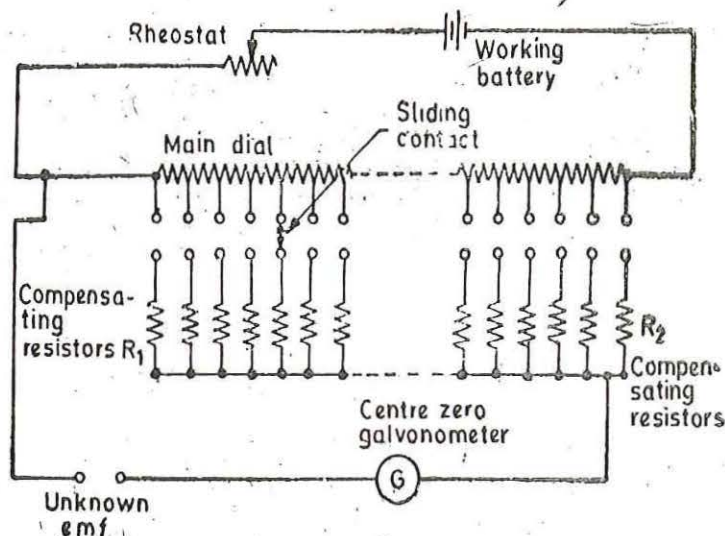 Rheostat
Working
battery
Sliding
contact
Main dial
Compensa-
ting
resistors R1
R2
Compen-
sating
resistors
Centre zero
galvonometer
G
Unknown
emf.